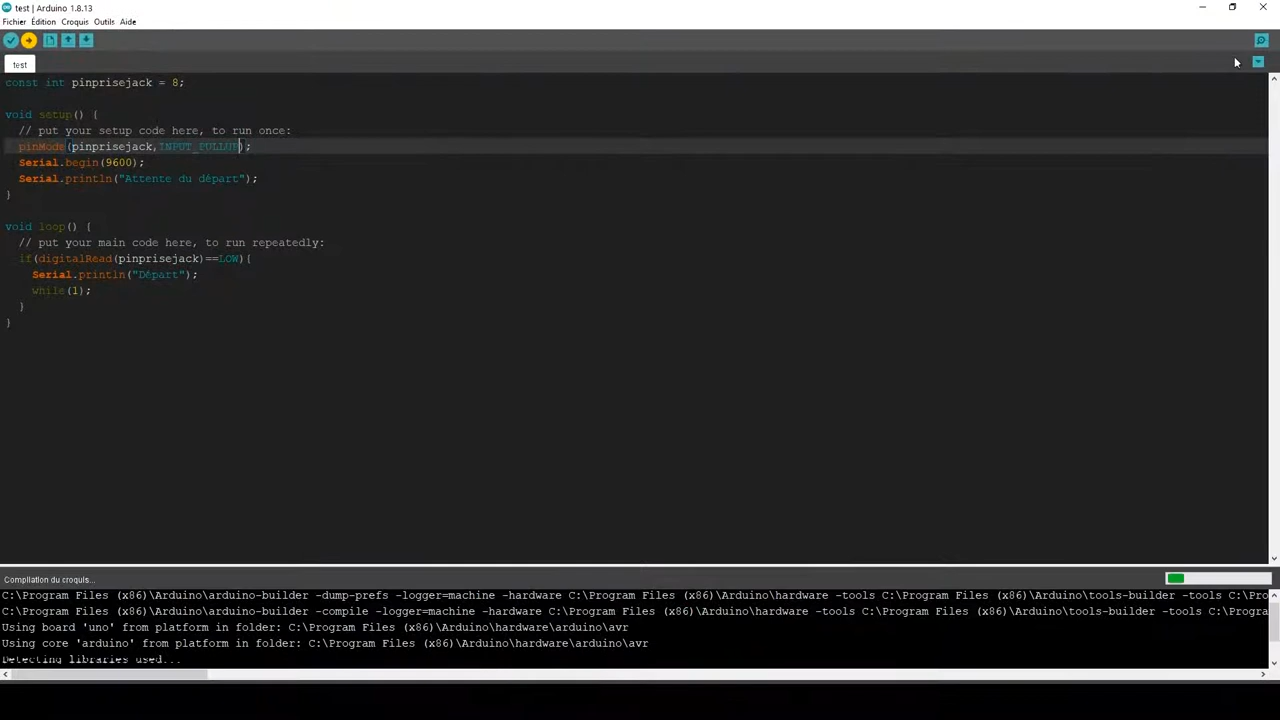 test | Arduino 1.8.13
Fichier Édition Croquis Outils Aide
test
const int pinprisejack = 8;
void setup() {
// put your setup code here, to run once:
pinMode(pinprisejack,INPUT_PULLUP);
Serial.begin(9600);
Serial.println("Attente du départ");
}
void loop() {
// put your main code here, to run repeatedly:
if(digitalRead(pinprisejack)==LOW){
Serial.println("Départ");
while(1);
}
}
Compilation du croquis...
C:\Program Files (x86)\Arduino\arduino-builder -dump-prefs -logger=machine -hardware C:\Program Files (x86)\Arduino\hardware -tools C:\Program Files (x86)\Arduino\tools-builder -tools C:\Pro
C:\Program Files (x86)\Arduino\arduino-builder -compile -logger=machine -hardware C:\Program Files (x86)\Arduino\hardware -tools C:\Program Files (x86)\Arduino\tools-builder -tools C:\Progra
Using board 'uno' from platform in folder: C:\Program Files (x86)\Arduino\hardware\arduino\avr
Using core 'arduino' from platform in folder: C:\Program Files (x86)\Arduino\hardware\arduino\avr
Detecting libraries used...